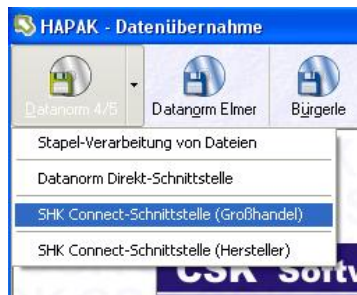 HAPAK - Datenübernahme
Datanorm 4/5
Datanorm Elmer
Bürgerle
Stapel-Verarbeitung von Dateien
Datanorm Direkt-Schnittstelle
SHK Connect-Schnittstelle (Großhandel)
SHK Connect-Schnittstelle (Hersteller)
CSK